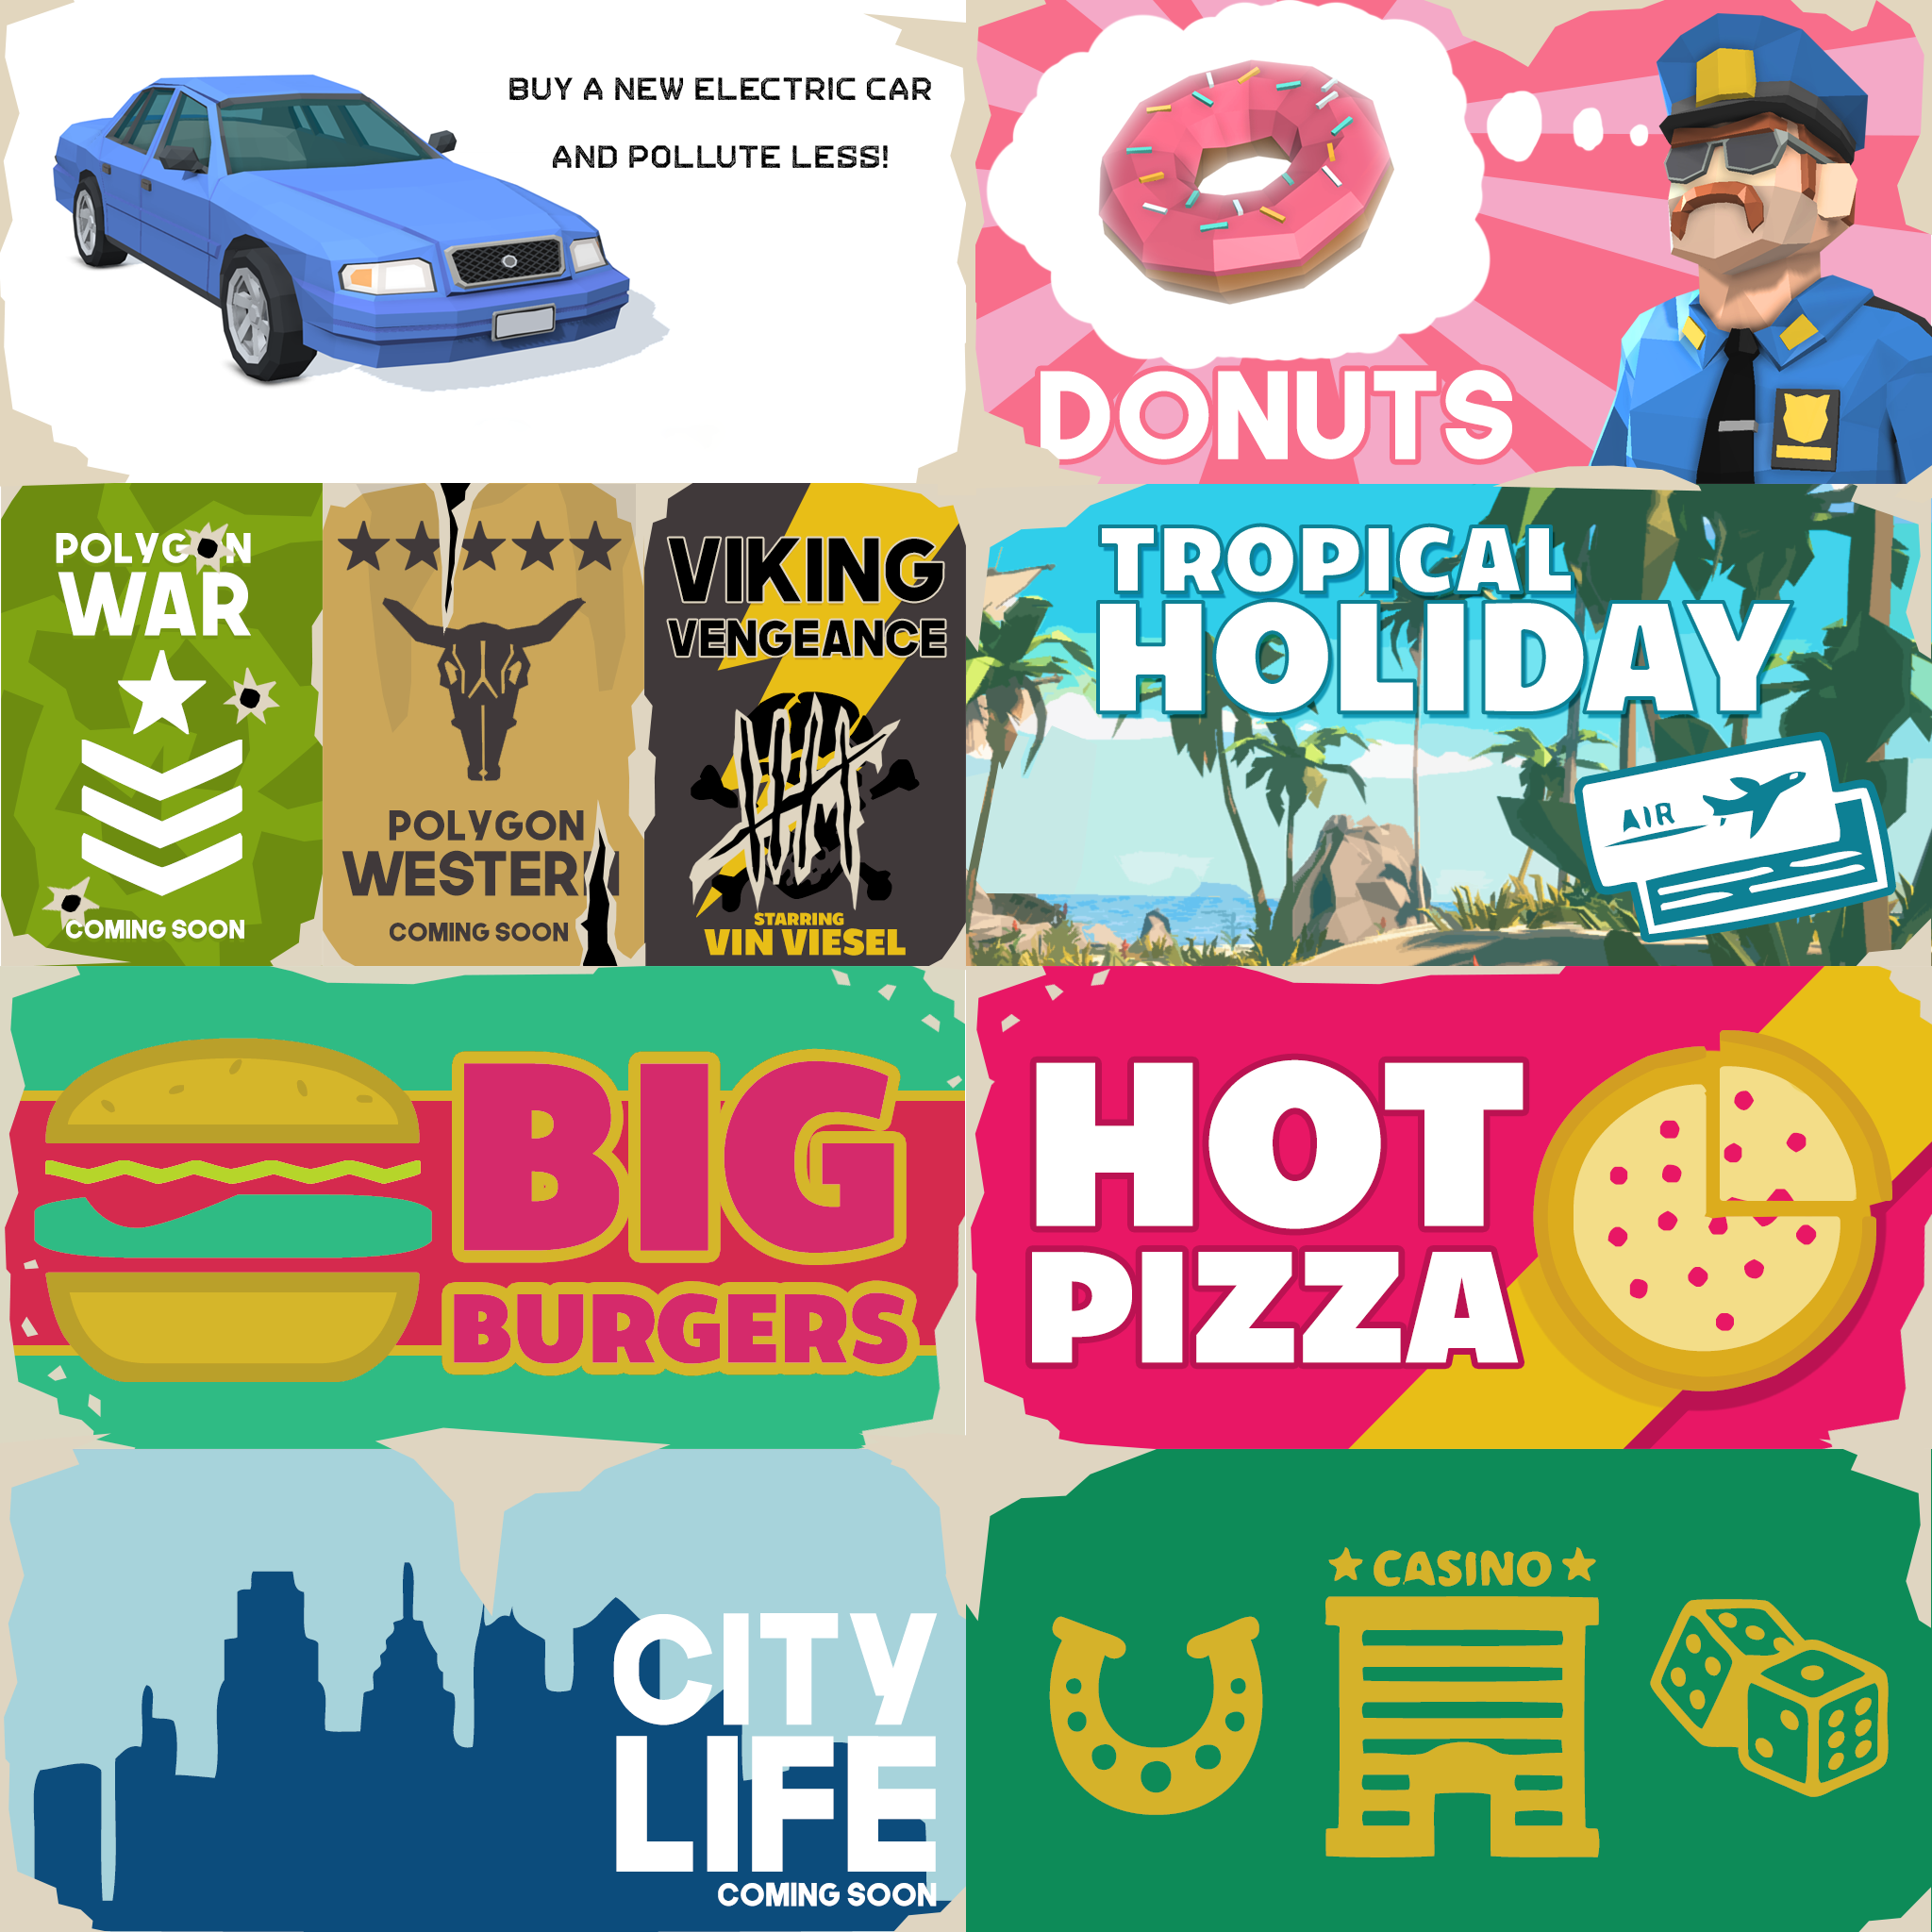 BUY A NEW ELECTRIC CAR
AND POLLUTE LESS!
DONUTS
POLYGON
WAR
COMING SOON
POLYGON
WESTERN
COMING SOON
VIKING
VENGEANCE
STARRING
VIN VIESEL
TROPICAL
HOLIDAY
AIR
BIG
BURGERS
HOT
PIZZA
CITY
LIFE
COMING SOON
CASINO